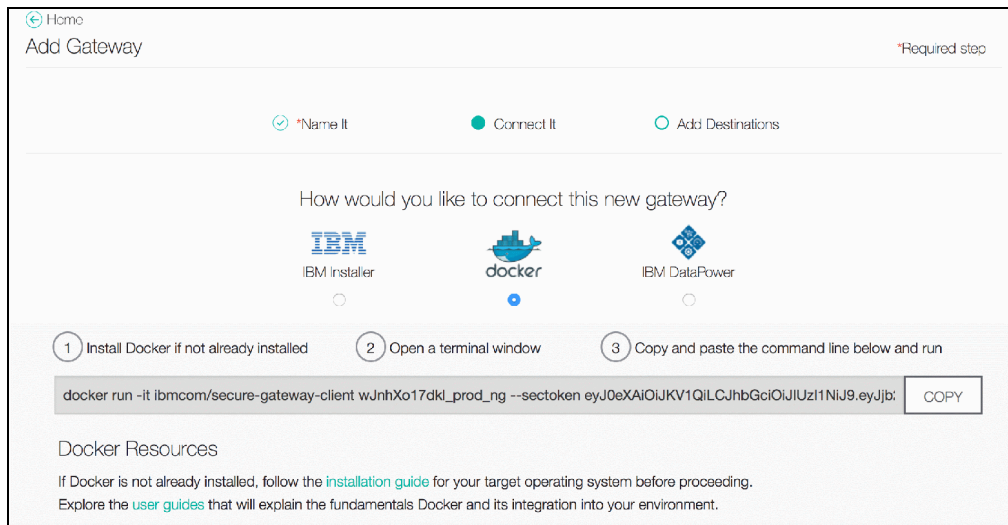 Home
Add Gateway
*Required step
*Name It
Connect It
Add Destinations
How would you like to connect this new gateway?
IBM
docker
IBM Installer
IBM DataPower
1 Install Docker if not already installed
2 Open a terminal window
3 Copy and paste the command line below and run
docker run -it ibmcom/secure-gateway-client wJnhXo17dkl_prod_ng --sectoken eyJ0eXAiOiJKV1QiLCJhbGciOiJIUzI1NiJ9.eyJjb:
COPY
Docker Resources
If Docker is not already installed, follow the installation guide for your target operating system before proceeding.
Explore the user guides that will explain the fundamentals Docker and its integration into your environment.